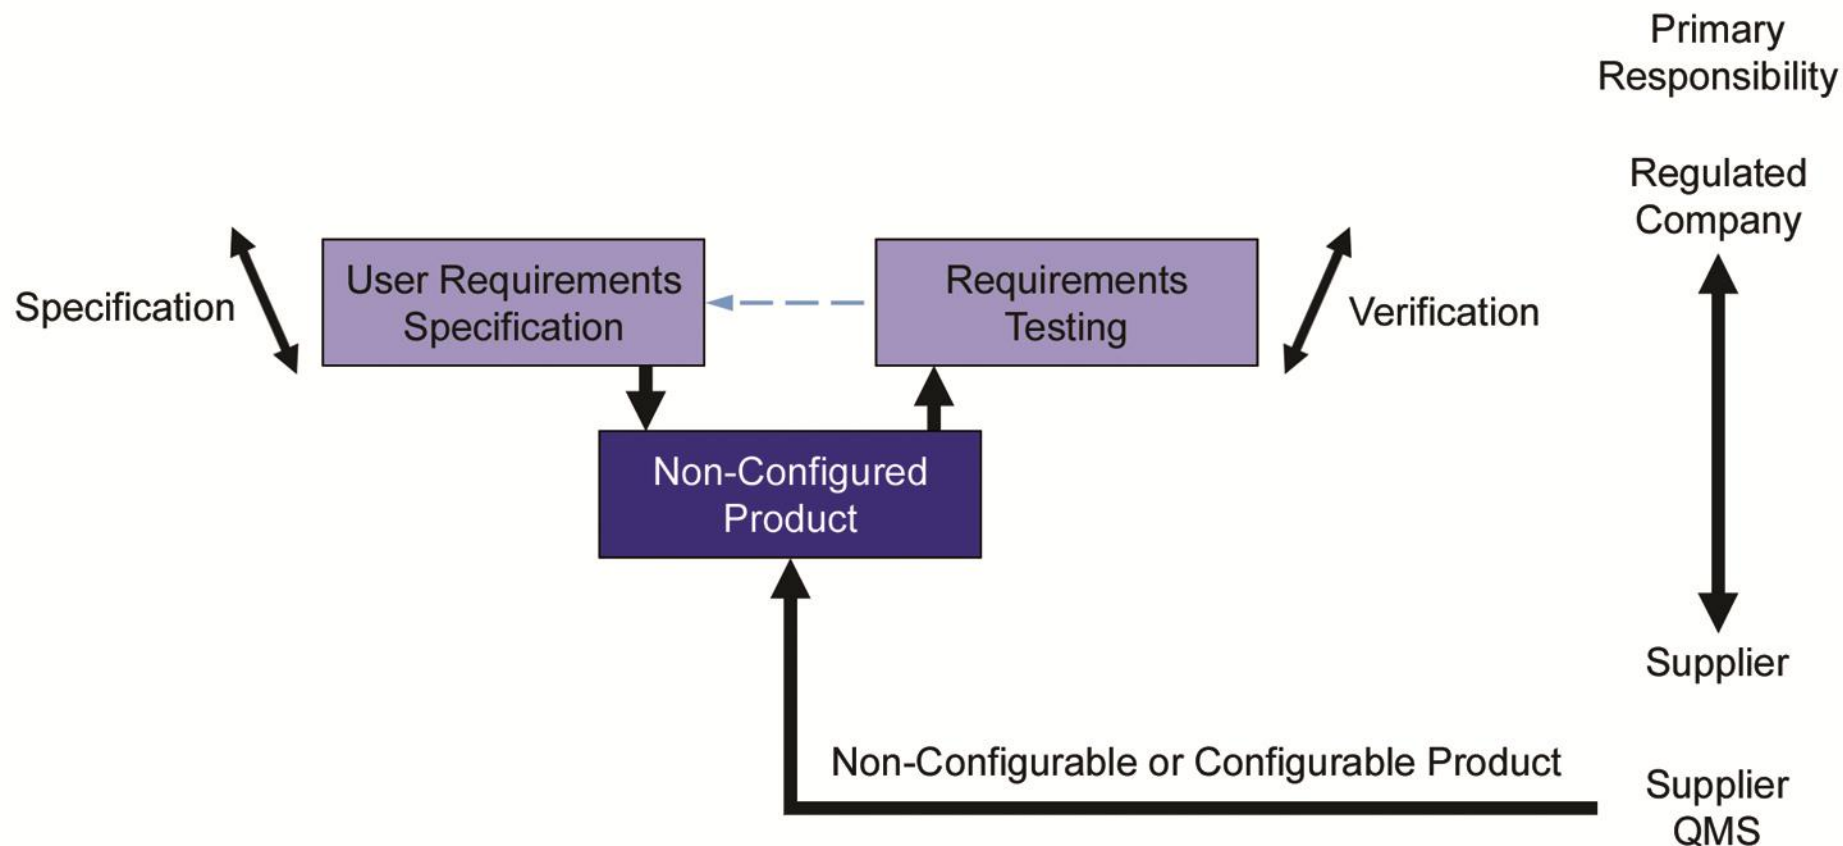 Primary
Responsibility
Regulated
Company
Specification
User Requirements
Specification
Requirements
Testing
Verification
Non-Configured
Product
Supplier
Non-Configurable or Configurable Product
Supplier
QMS